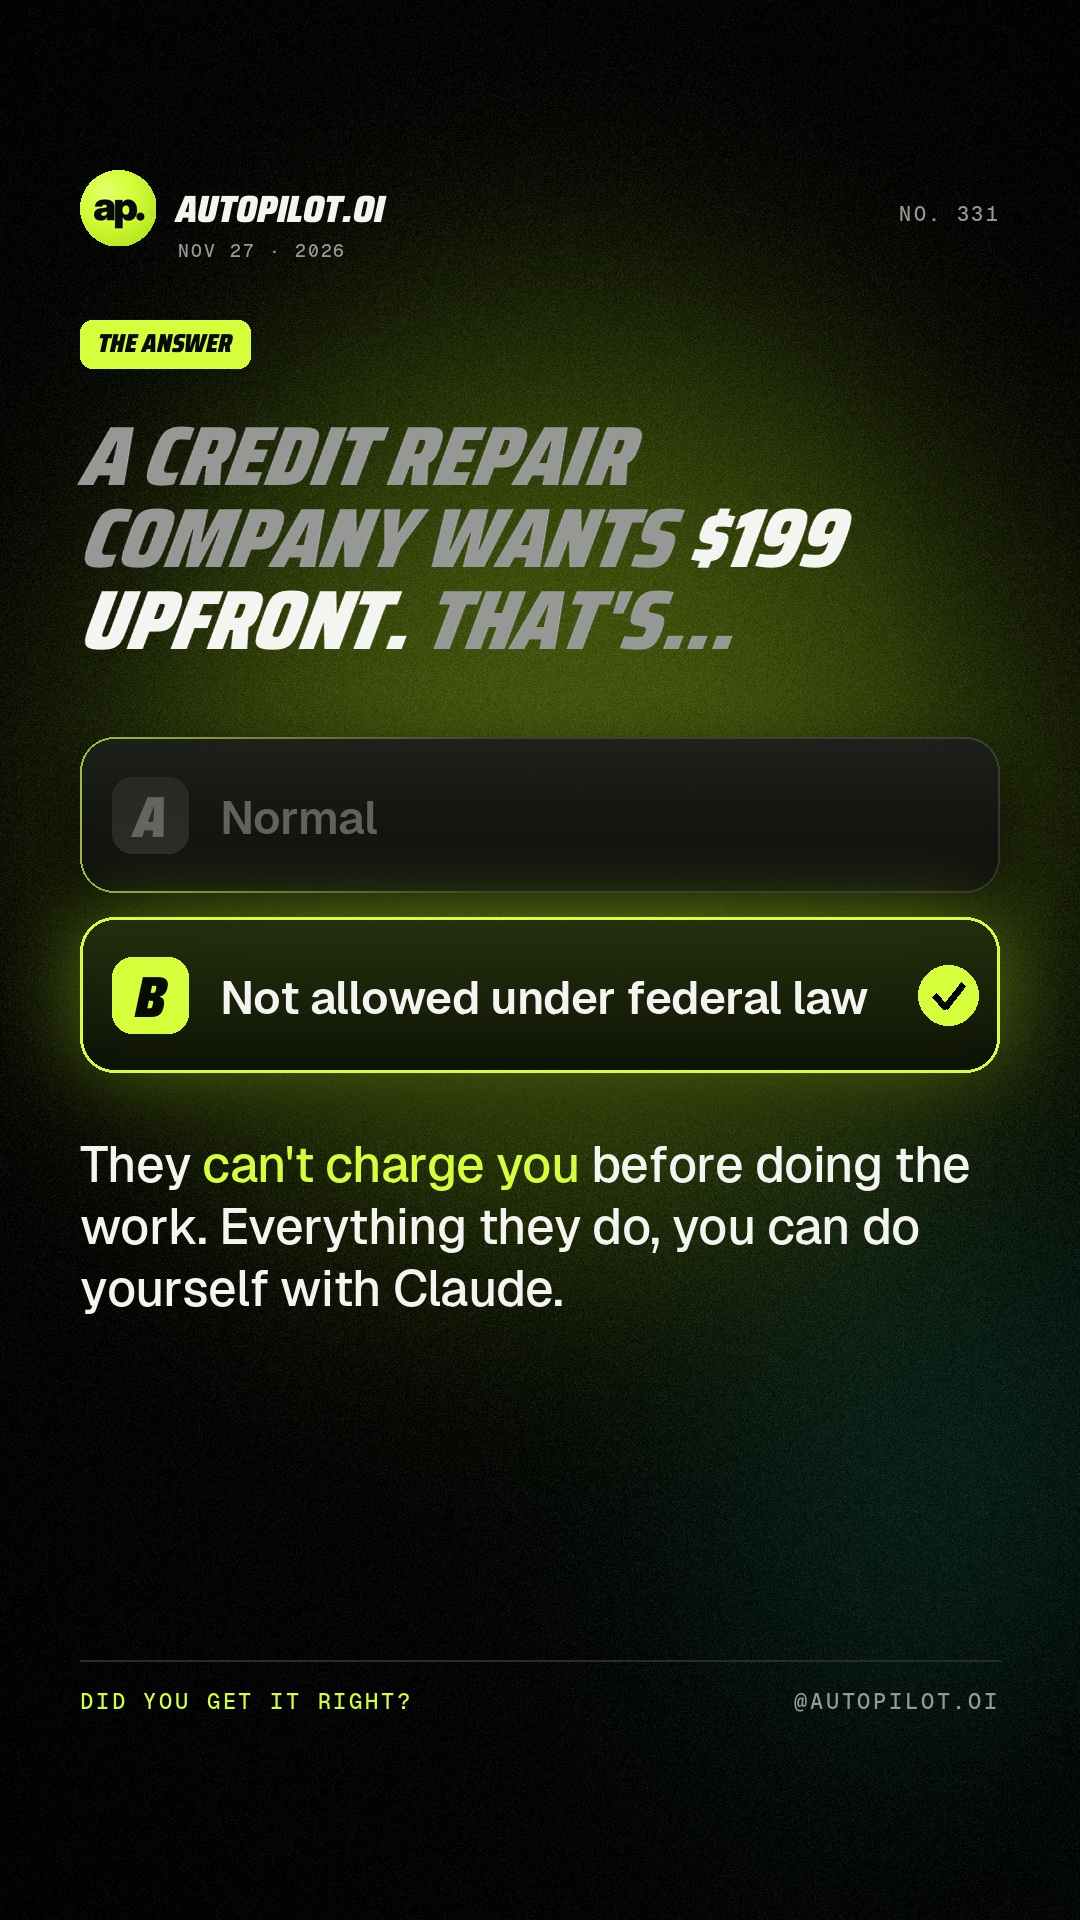 ap.
AUTOPILOT.OI
NOV 27 · 2026
NO. 331
THE ANSWER
A CREDIT REPAIR
COMPANY WANTS $199
UPFRONT. THAT'S...
A Normal
B Not allowed under federal law
They can't charge you before doing the
work. Everything they do, you can do
yourself with Claude.
DID YOU GET IT RIGHT?
@AUTOPILOT.OI